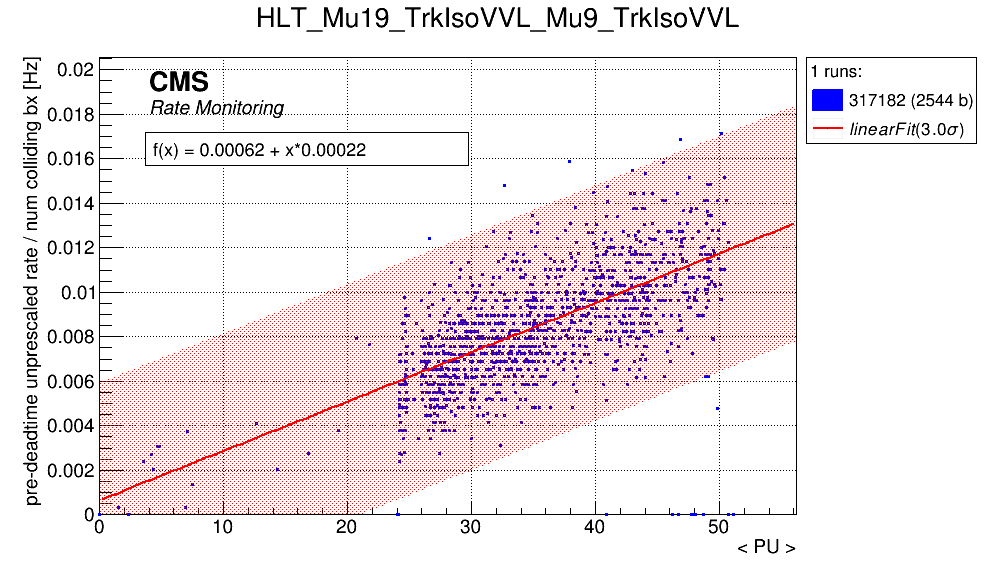 HLT_Mu19_TrkIsoVVL_Mu9_TrkIsoVVL
pre-deadtime unprescaled rate / num colliding bx [Hz]
0.02
0.018
0.016
0.014
0.012
0.01
0.008
0.006
0.004
0.002
0
CMS
Rate Monitoring
f(x) = 0.00062 + x*0.00022
1 runs:
317182 (2544 b)
linearFit(3.0σ)
0 10 20 30 40 50
< PU >